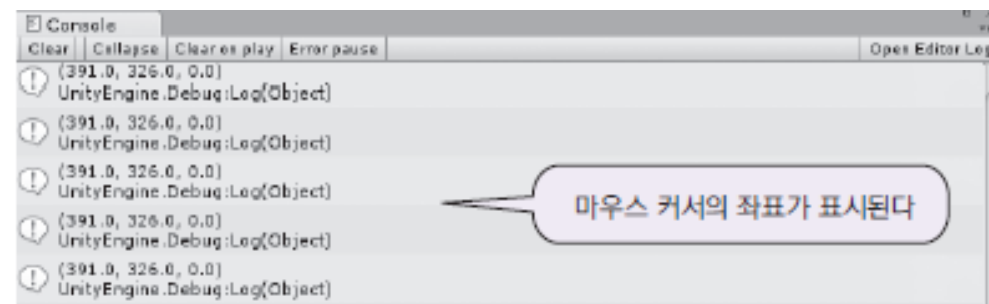 Console
Clear Collapse Clear on play Error pause Open Editor Log
(391.0, 326.0, 0.0)
UnityEngine.Debug:Log(Object)
(391.0, 326.0, 0.0)
UnityEngine.Debug:Log(Object)
(391.0, 326.0, 0.0)
UnityEngine.Debug:Log(Object)
마우스 커서의 좌표가 표시된다
(391.0, 326.0, 0.0)
UnityEngine.Debug:Log(Object)
(391.0, 326.0, 0.0)
UnityEngine.Debug:Log(Object)